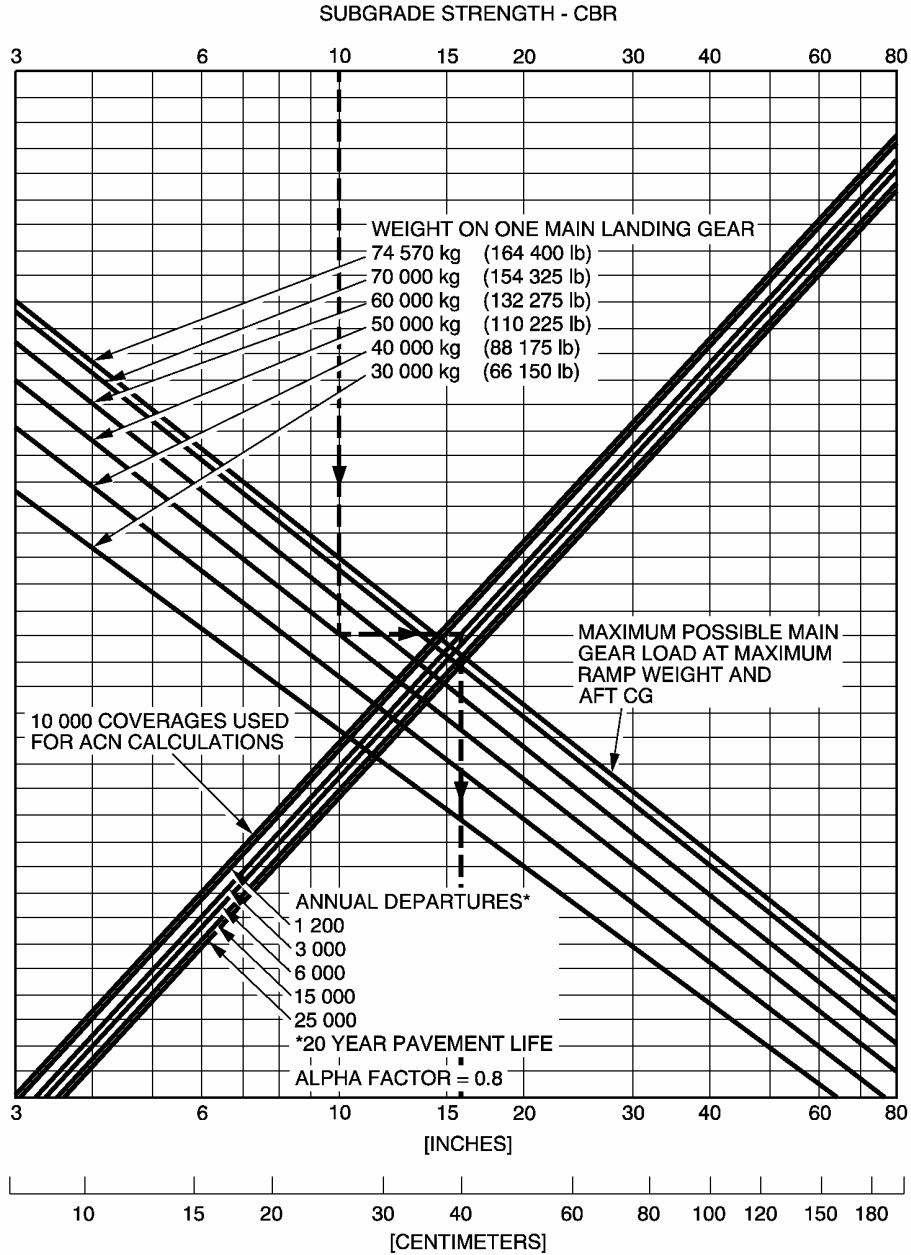 SUBGRADE STRENGTH - CBR
3 6 10 15 20 30 40 60 80
WEIGHT ON ONE MAIN LANDING GEAR
74 570 kg (164 400 lb)
70 000 kg (154 325 lb)
60 000 kg (132 275 lb)
50 000 kg (110 225 lb)
40 000 kg (88 175 lb)
30 000 kg (66 150 lb)
MAXIMUM POSSIBLE MAIN
GEAR LOAD AT MAXIMUM
RAMP WEIGHT AND
AFT CG
10 000 COVERAGES USED
FOR ACN CALCULATIONS
ANNUAL DEPARTURES*
1 200
3 000
6 000
15 000
25 000
*20 YEAR PAVEMENT LIFE
ALPHA FACTOR = 0.8
3 6 10 15 20 30 40 60 80
[INCHES]
10 15 20 30 40 60 80 100 120 150 180
[CENTIMETERS]